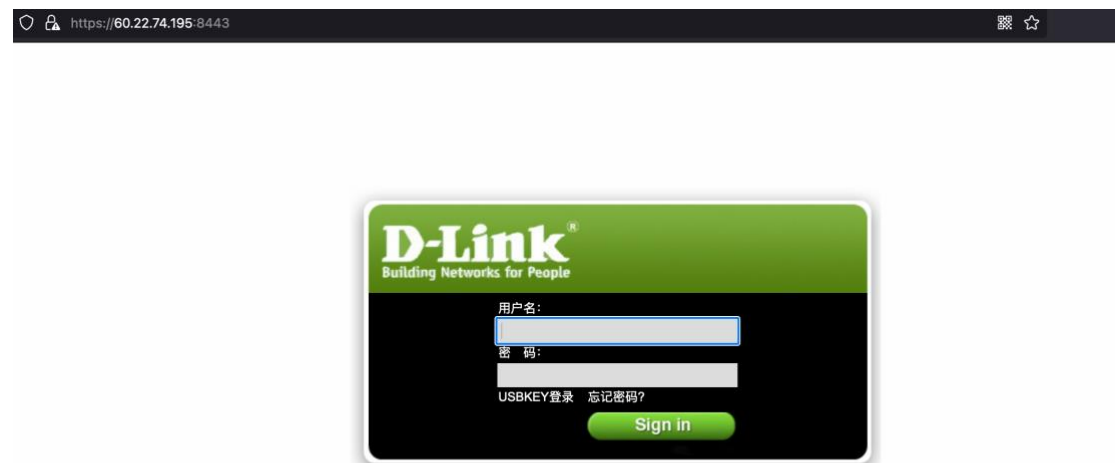 https://60.22.74.195:8443
D-Link®
Building Networks for People
用户名:
密 码:
USBKEY登录 忘记密码?
Sign in